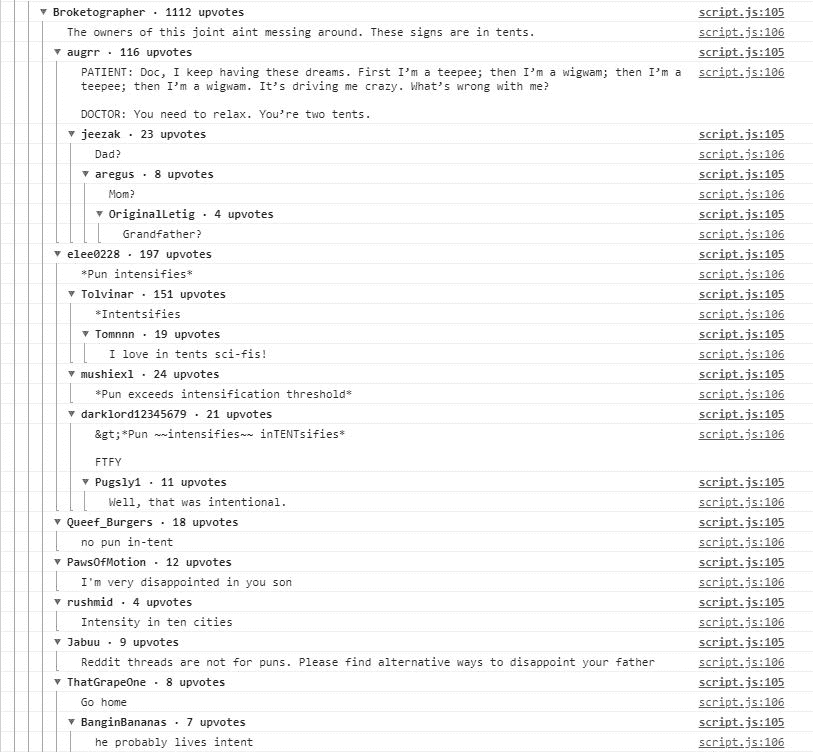 Broketographer · 1112 upvotes script.js:105
The owners of this joint aint messing around. These signs are in tents. script.js:106
augrr · 116 upvotes script.js:105
PATIENT: Doc, I keep having these dreams. First I’m a teepee; then I’m a wigwam; then I’m a script.js:106
teepee; then I’m a wigwam. It’s driving me crazy. What’s wrong with me?
DOCTOR: You need to relax. You’re two tents.
jeezak · 23 upvotes script.js:105
Dad? script.js:106
aregus · 8 upvotes script.js:105
Mom? script.js:106
OriginalLetig · 4 upvotes script.js:105
Grandfather? script.js:106
elee0228 · 197 upvotes script.js:105
*Pun intensifies* script.js:106
Tolvinar · 151 upvotes script.js:105
*Intentsifies script.js:106
Tomnnn · 19 upvotes script.js:105
I love in tents sci-fis! script.js:106
mushiexl · 24 upvotes script.js:105
*Pun exceeds intensification threshold* script.js:106
darklord12345679 · 21 upvotes script.js:105
&gt;*Pun ~~intensifies~~ inTENTsifies* script.js:106
FTFY
Pugsly1 · 11 upvotes script.js:105
Well, that was intentional. script.js:106
Queef_Burgers · 18 upvotes script.js:105
no pun in-tent script.js:106
PawsOfMotion · 12 upvotes script.js:105
I'm very disappointed in you son script.js:106
rushmid · 4 upvotes script.js:105
Intensity in ten cities script.js:106
Jabuu · 9 upvotes script.js:105
Reddit threads are not for puns. Please find alternative ways to disappoint your father script.js:106
ThatGrapeOne · 8 upvotes script.js:105
Go home script.js:106
BanginBananas · 7 upvotes script.js:105
he probably lives intent script.js:106